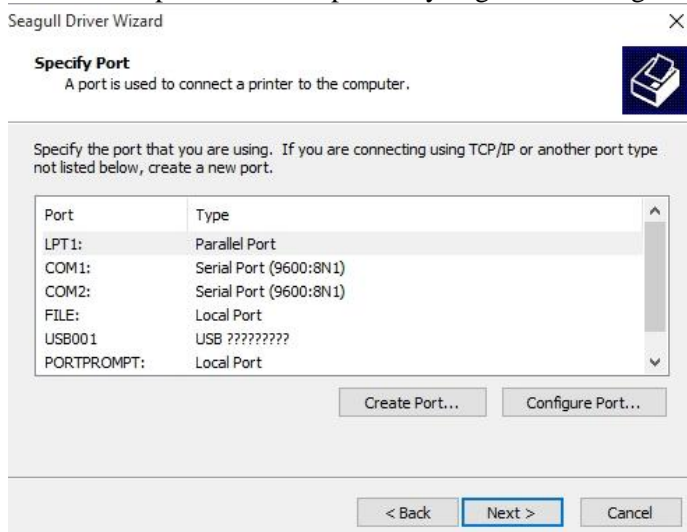 Seagull Driver Wizard
Specify Port
A port is used to connect a printer to the computer.
Specify the port that you are using. If you are connecting using TCP/IP or another port type
not listed below, create a new port.
Port Type
LPT1: Parallel Port
COM1: Serial Port (9600:8N1)
COM2: Serial Port (9600:8N1)
FILE: Local Port
USB001 USB ?????????
PORTPROMPT: Local Port
Create Port... Configure Port...
< Back Next > Cancel